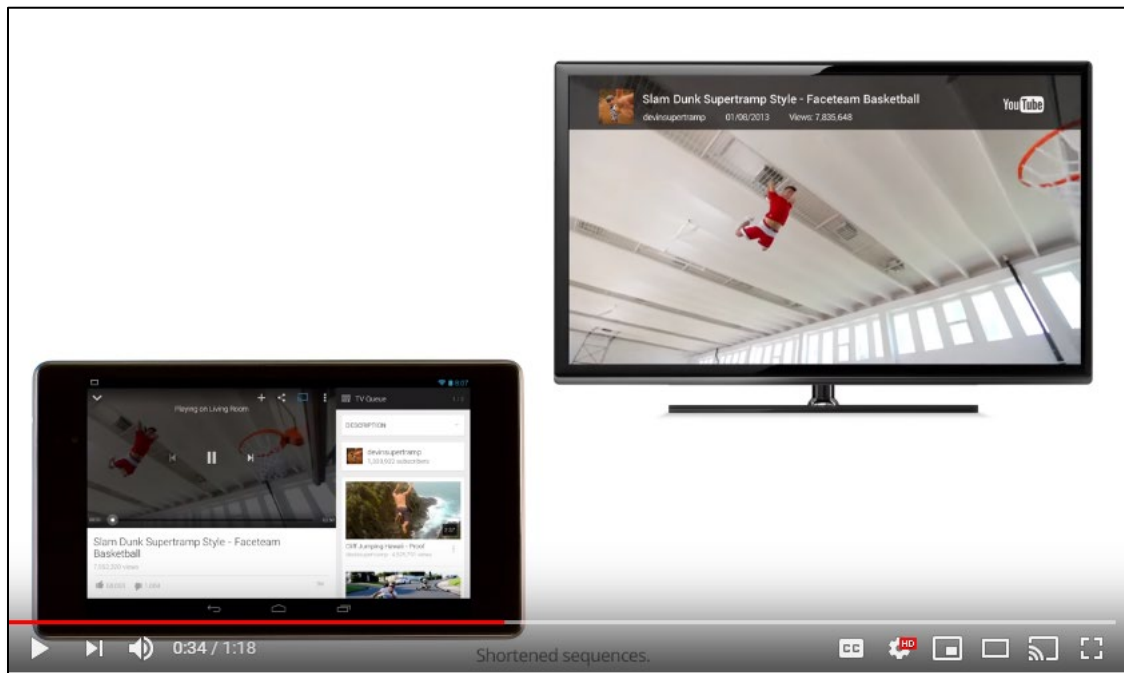 Slam Dunk Supertramp Style - Faceteam Basketball
devinsupertramp 01/08/2013 Views: 7,835,648
YouTube
8:07
Playing on Living Room
TV Queue
DESCRIPTION
devinsupertramp
Slam Dunk Supertramp Style - Faceteam
Basketball
Cliff Jumping Hawaii - Proof
0:34 / 1:18
Shortened sequences.
CC
HD